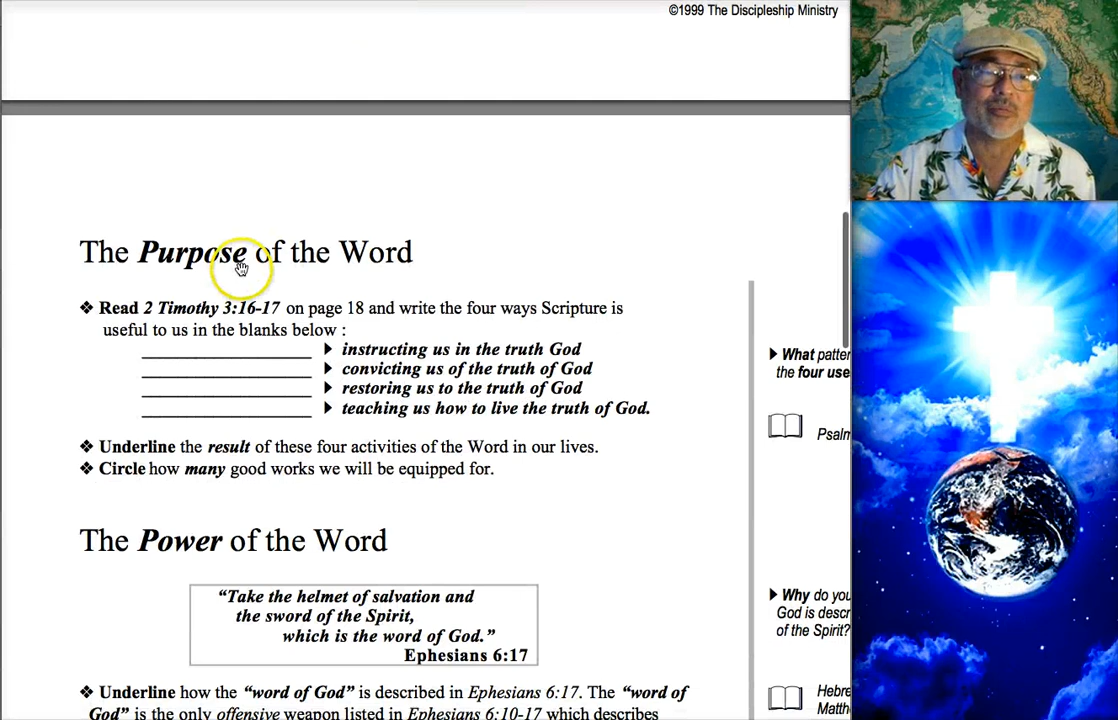 ©1999 The Discipleship Ministry
The Purpose of the Word
❖ Read 2 Timothy 3:16-17 on page 18 and write the four ways Scripture is
useful to us in the blanks below :
instructing us in the truth God
convicting us of the truth of God
restoring us to the truth of God
teaching us how to live the truth of God.
❖ Underline the result of these four activities of the Word in our lives.
❖ Circle how many good works we will be equipped for.
The Power of the Word
“Take the helmet of salvation and
the sword of the Spirit,
which is the word of God.”
Ephesians 6:17
❖ Underline how the “word of God” is described in Ephesians 6:17. The “word of
God” is the only offensive weapon listed in Ephesians 6:10-17 which describes
What
the four
Why do you
God is
of the Spirit?